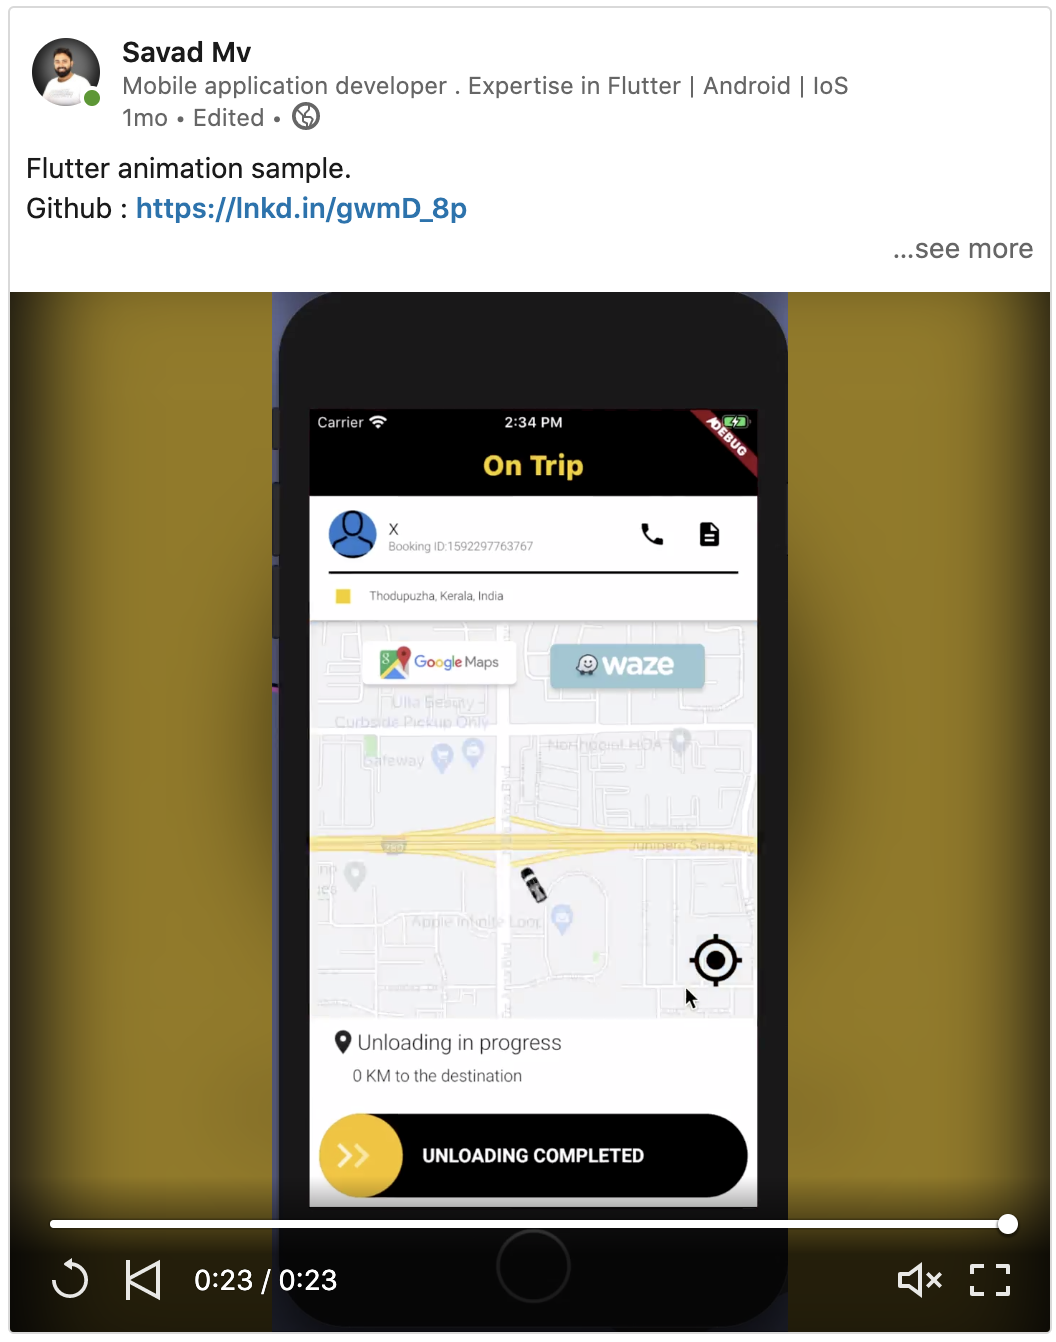 Savad Mv
Mobile application developer . Expertise in Flutter | Android | IoS
1mo • Edited •
Flutter animation sample.
Github : https://lnkd.in/gwmD_8p
...see more
Carrier 2:34 PM
DEBUG
On Trip
X
Booking ID:1592297763767
Thodupuzha, Kerala, India
Google Maps
waze
Ulta Beauty -
Curbside Pickup Only
Northpoint HOA
Safeway
280
Junipero Serra Fwy
Apple Infinite Loop
Unloading in progress
0 KM to the destination
UNLOADING COMPLETED
0:23 / 0:23